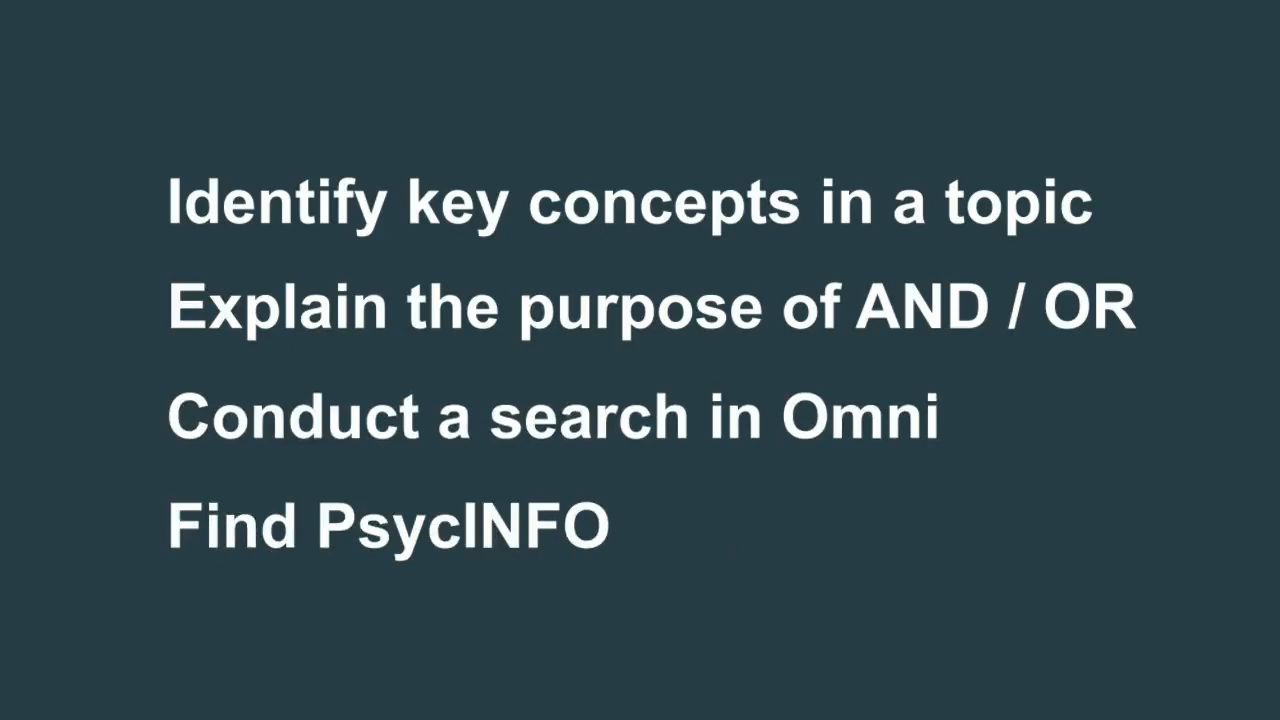 Identify key concepts in a topic
Explain the purpose of AND / OR
Conduct a search in Omni
Find PsycINFO